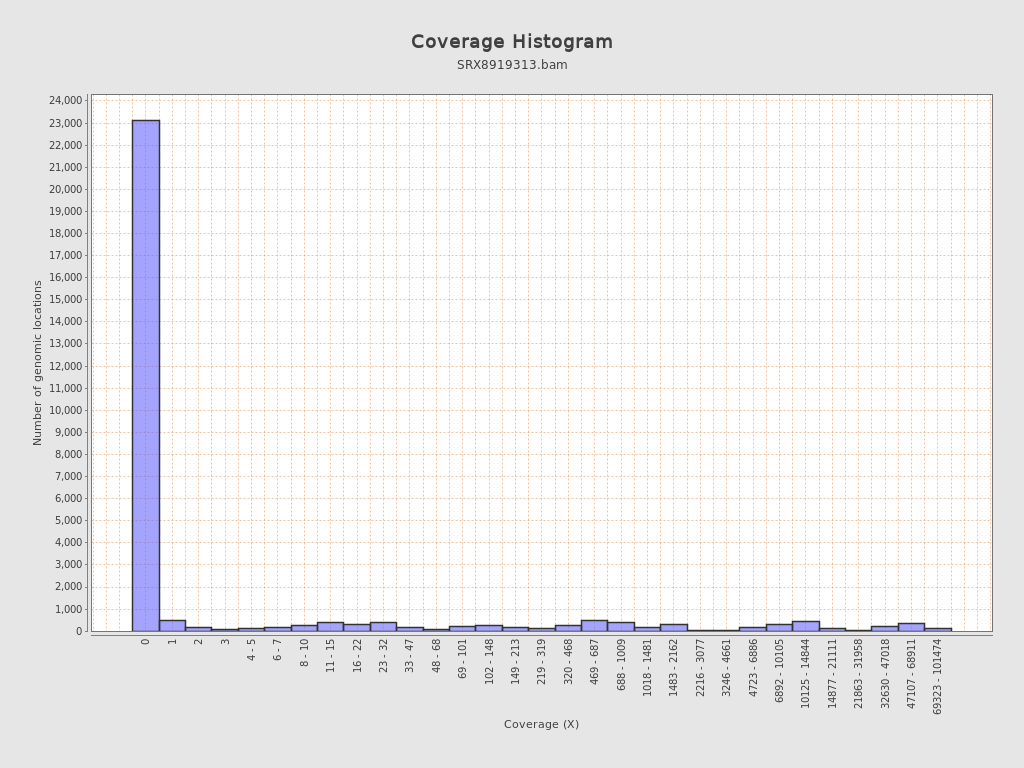 Coverage Histogram
SRX8919313.bam
24,000
23,000
22,000
21,000
20,000
19,000
18,000
17,000
16,000
15,000
14,000
13,000
12,000
11,000
10,000
9,000
8,000
7,000
6,000
5,000
4,000
3,000
2,000
1,000
0
Number of genomic locations
0
1
2
3
4 - 5
6 - 7
8 - 10
11 - 15
16 - 22
23 - 32
33 - 47
48 - 68
69 - 101
102 - 148
149 - 213
219 - 319
320 - 468
469 - 687
688 - 1009
1018 - 1481
1483 - 2162
2216 - 3077
3246 - 4661
4723 - 6886
6892 - 10105
10125 - 14844
14877 - 21111
21863 - 31958
32630 - 47018
47107 - 68911
69323 - 101474
Coverage (X)